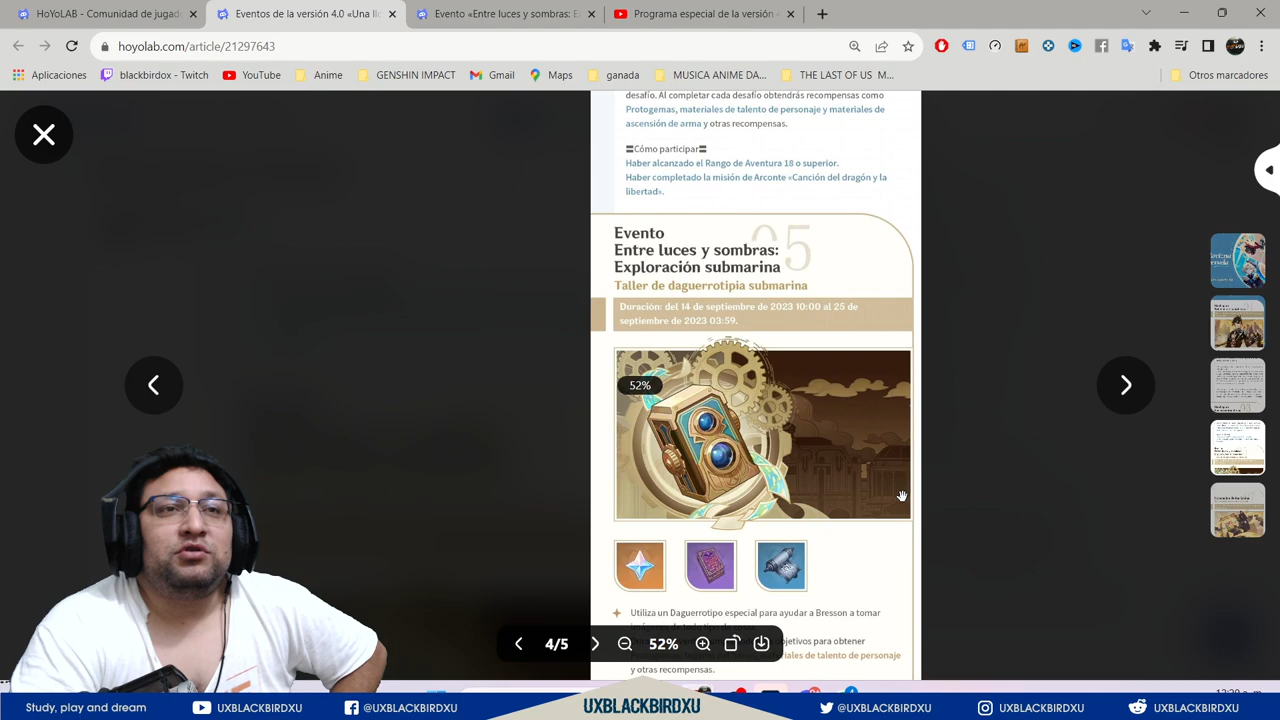 HoYoLAB - Comunidad de jugad
Eventos de la versión 4.0 «Una llo
Evento «Entre luces y sombras: E
Programa especial de la versión 4
hoyolab.com/article/21297643
Aplicaciones
blackbirdox - Twitch
YouTube
Anime
GENSHIN IMPACT
Gmail
Maps
ganada
MUSICA ANIME DA...
THE LAST OF US M...
Otros marcadores
desafío. Al completar cada desafío obtendrás recompensas como
Protogemas, materiales de talento de personaje y materiales de
ascensión de arma y otras recompensas.
〓Cómo participar〓
Haber alcanzado el Rango de Aventura 18 o superior.
Haber completado la misión de Arconte «Canción del dragón y la
libertad».
05
Evento
Entre luces y sombras:
Exploración submarina
Taller de daguerrotipia submarina
Duración: del 14 de septiembre de 2023 10:00 al 25 de
septiembre de 2023 03:59.
52%
Utiliza un Daguerrotipo especial para ayudar a Bresson a tomar
objetivos para obtener
materiales de talento de personaje
y otras recompensas.
4/5
52%
Study, play and dream
UXBLACKBIRDXU
@UXBLACKBIRDXU
UXBLACKBIRDXU
@UXBLACKBIRDXU
UXBLACKBIRDXU
UXBLACKBIRDXU